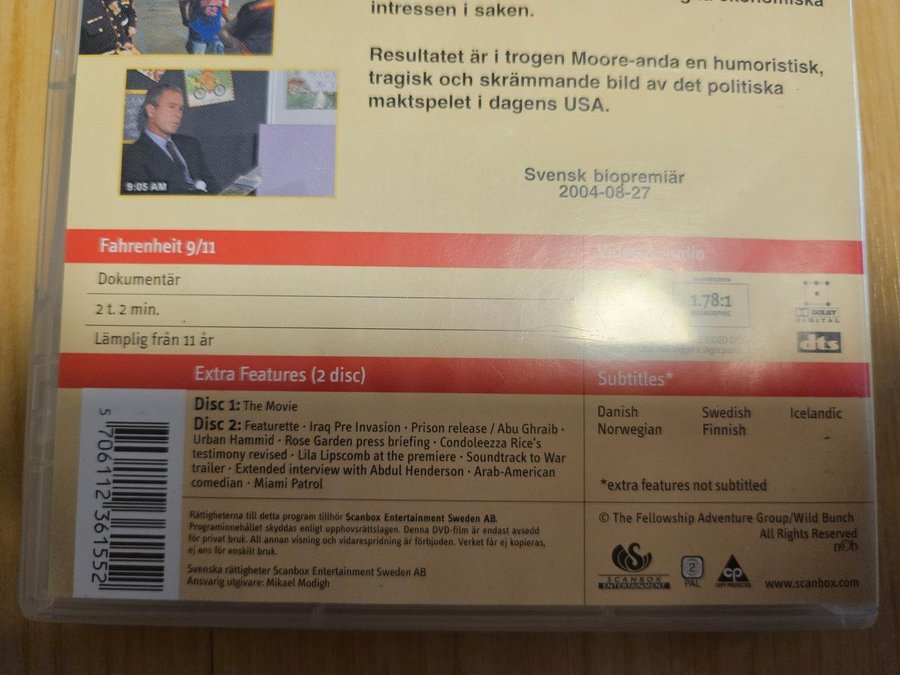 intressen i saken.
Resultatet är i trogen Moore-anda en humoristisk,
tragisk och skrämmande bild av det politiska
maktspelet i dagens USA.
9:05 AM
Svensk biopremiär
2004-08-27
Fahrenheit 9/11
Dokumentär
2 t. 2 min.
Lämplig från 11 år
Audio
1.78:1
ANAMORPHIC
DOLBY
DIGITAL
dts
Extra Features (2 disc)
Disc 1: The Movie
Disc 2: Featurette · Iraq Pre Invasion · Prison release / Abu Ghraib ·
Urban Hammid · Rose Garden press briefing · Condoleezza Rice's
testimony revised · Lila Lipscomb at the premiere · Soundtrack to War
trailer · Extended interview with Abdul Henderson · Arab-American
comedian · Miami Patrol
Subtitles*
Danish Swedish Icelandic
Norwegian Finnish
*extra features not subtitled
5 706112 361552
Rättigheterna till detta program tillhör Scanbox Entertainment Sweden AB.
Programinnehållet skyddas enligt upphovsrättslagen. Denna DVD-film är endast avsedd
för privat bruk. All annan visning och vidarespridning är förbjuden. Verket får ej kopieras,
ej ens för enskilt bruk.
Svenska rättigheter Scanbox Entertainment Sweden AB
Ansvarig utgivare: Mikael Modigh
© The Fellowship Adventure Group/Wild Bunch
All Rights Reserved
SCANBOX
ENTERTAINMENT
2
PAL
cp
COPY PROTECTED
www.scanbox.com